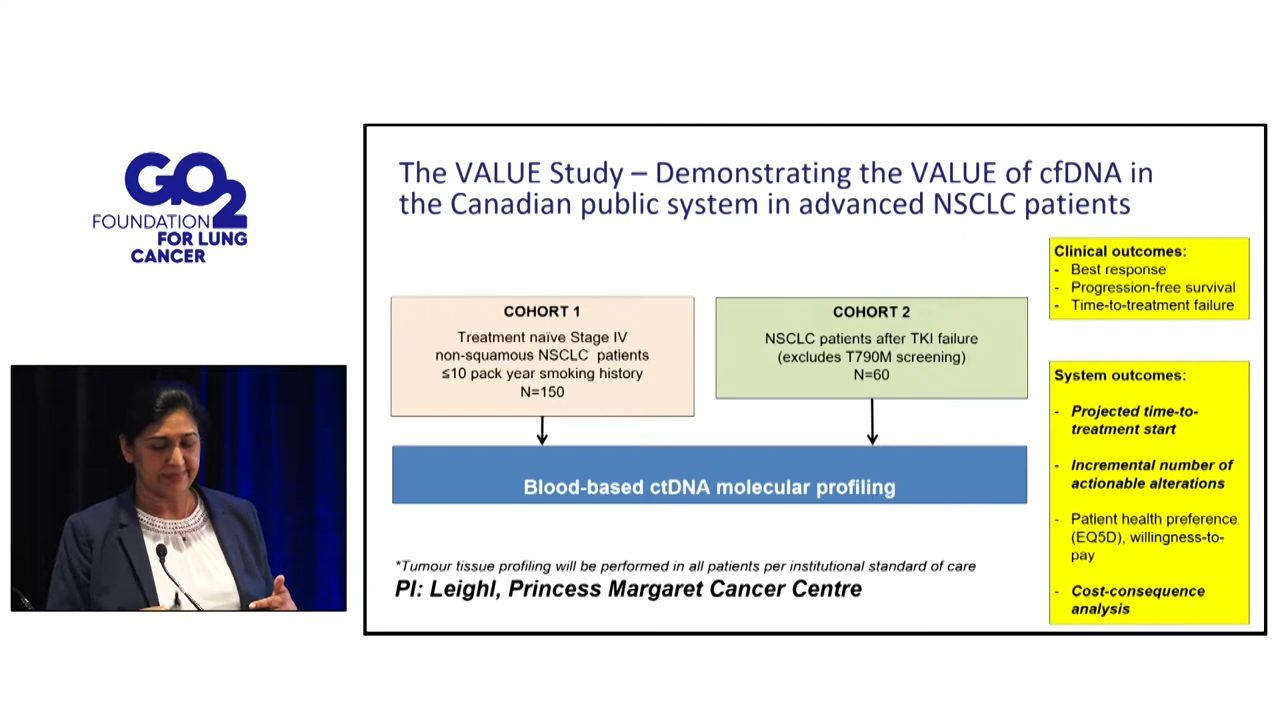 GO2
FOUNDATION
FOR LUNG
CANCER
The VALUE Study – Demonstrating the VALUE of cfDNA in
the Canadian public system in advanced NSCLC patients
COHORT 1
Treatment naïve Stage IV
non-squamous NSCLC patients
≤10 pack year smoking history
N=150
COHORT 2
NSCLC patients after TKI failure
(excludes T790M screening)
N=60
Blood-based ctDNA molecular profiling
*Tumour tissue profiling will be performed in all patients per institutional standard of care
PI: Leighl, Princess Margaret Cancer Centre
Clinical outcomes:
- Best response
- Progression-free survival
- Time-to-treatment failure
System outcomes:
- Projected time-to-
treatment start
- Incremental number of
actionable alterations
- Patient health preference
(EQ5D), willingness-to-
pay
- Cost-consequence
analysis